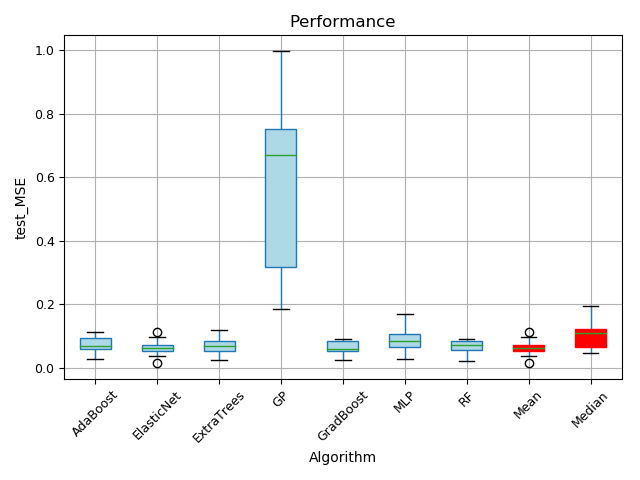 Performance
test_MSE
1.0
0.8
0.6
0.4
0.2
0.0
AdaBoost
ElasticNet
ExtraTrees
GP
GradBoost
MLP
RF
Mean
Median
Algorithm